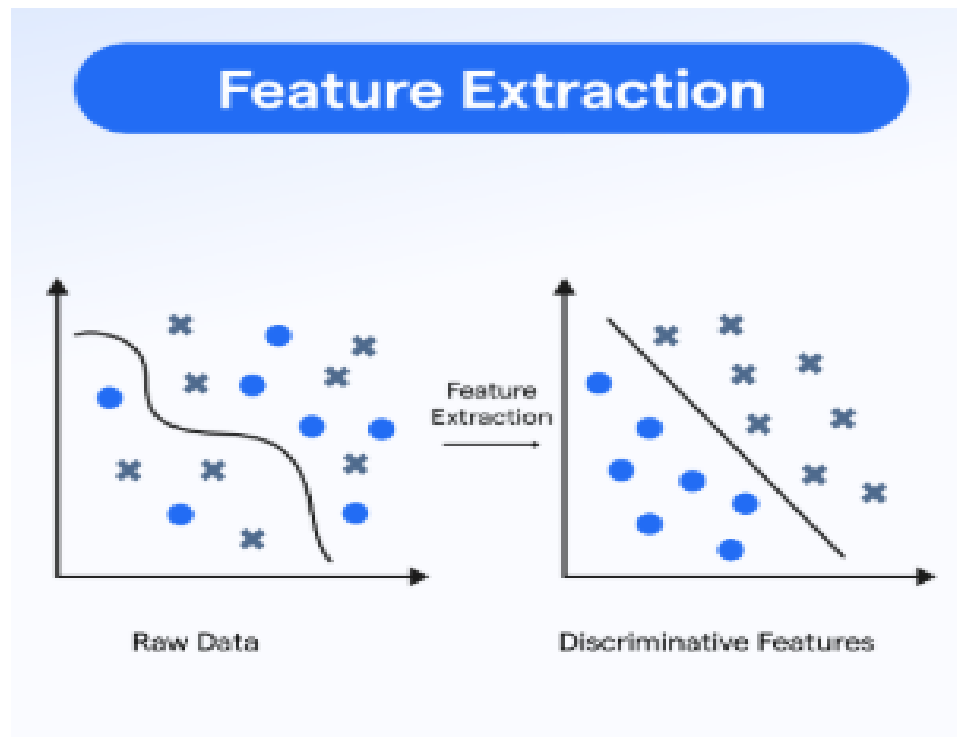 Feature Extraction
Feature
Extraction
Raw Data
Discriminative Features